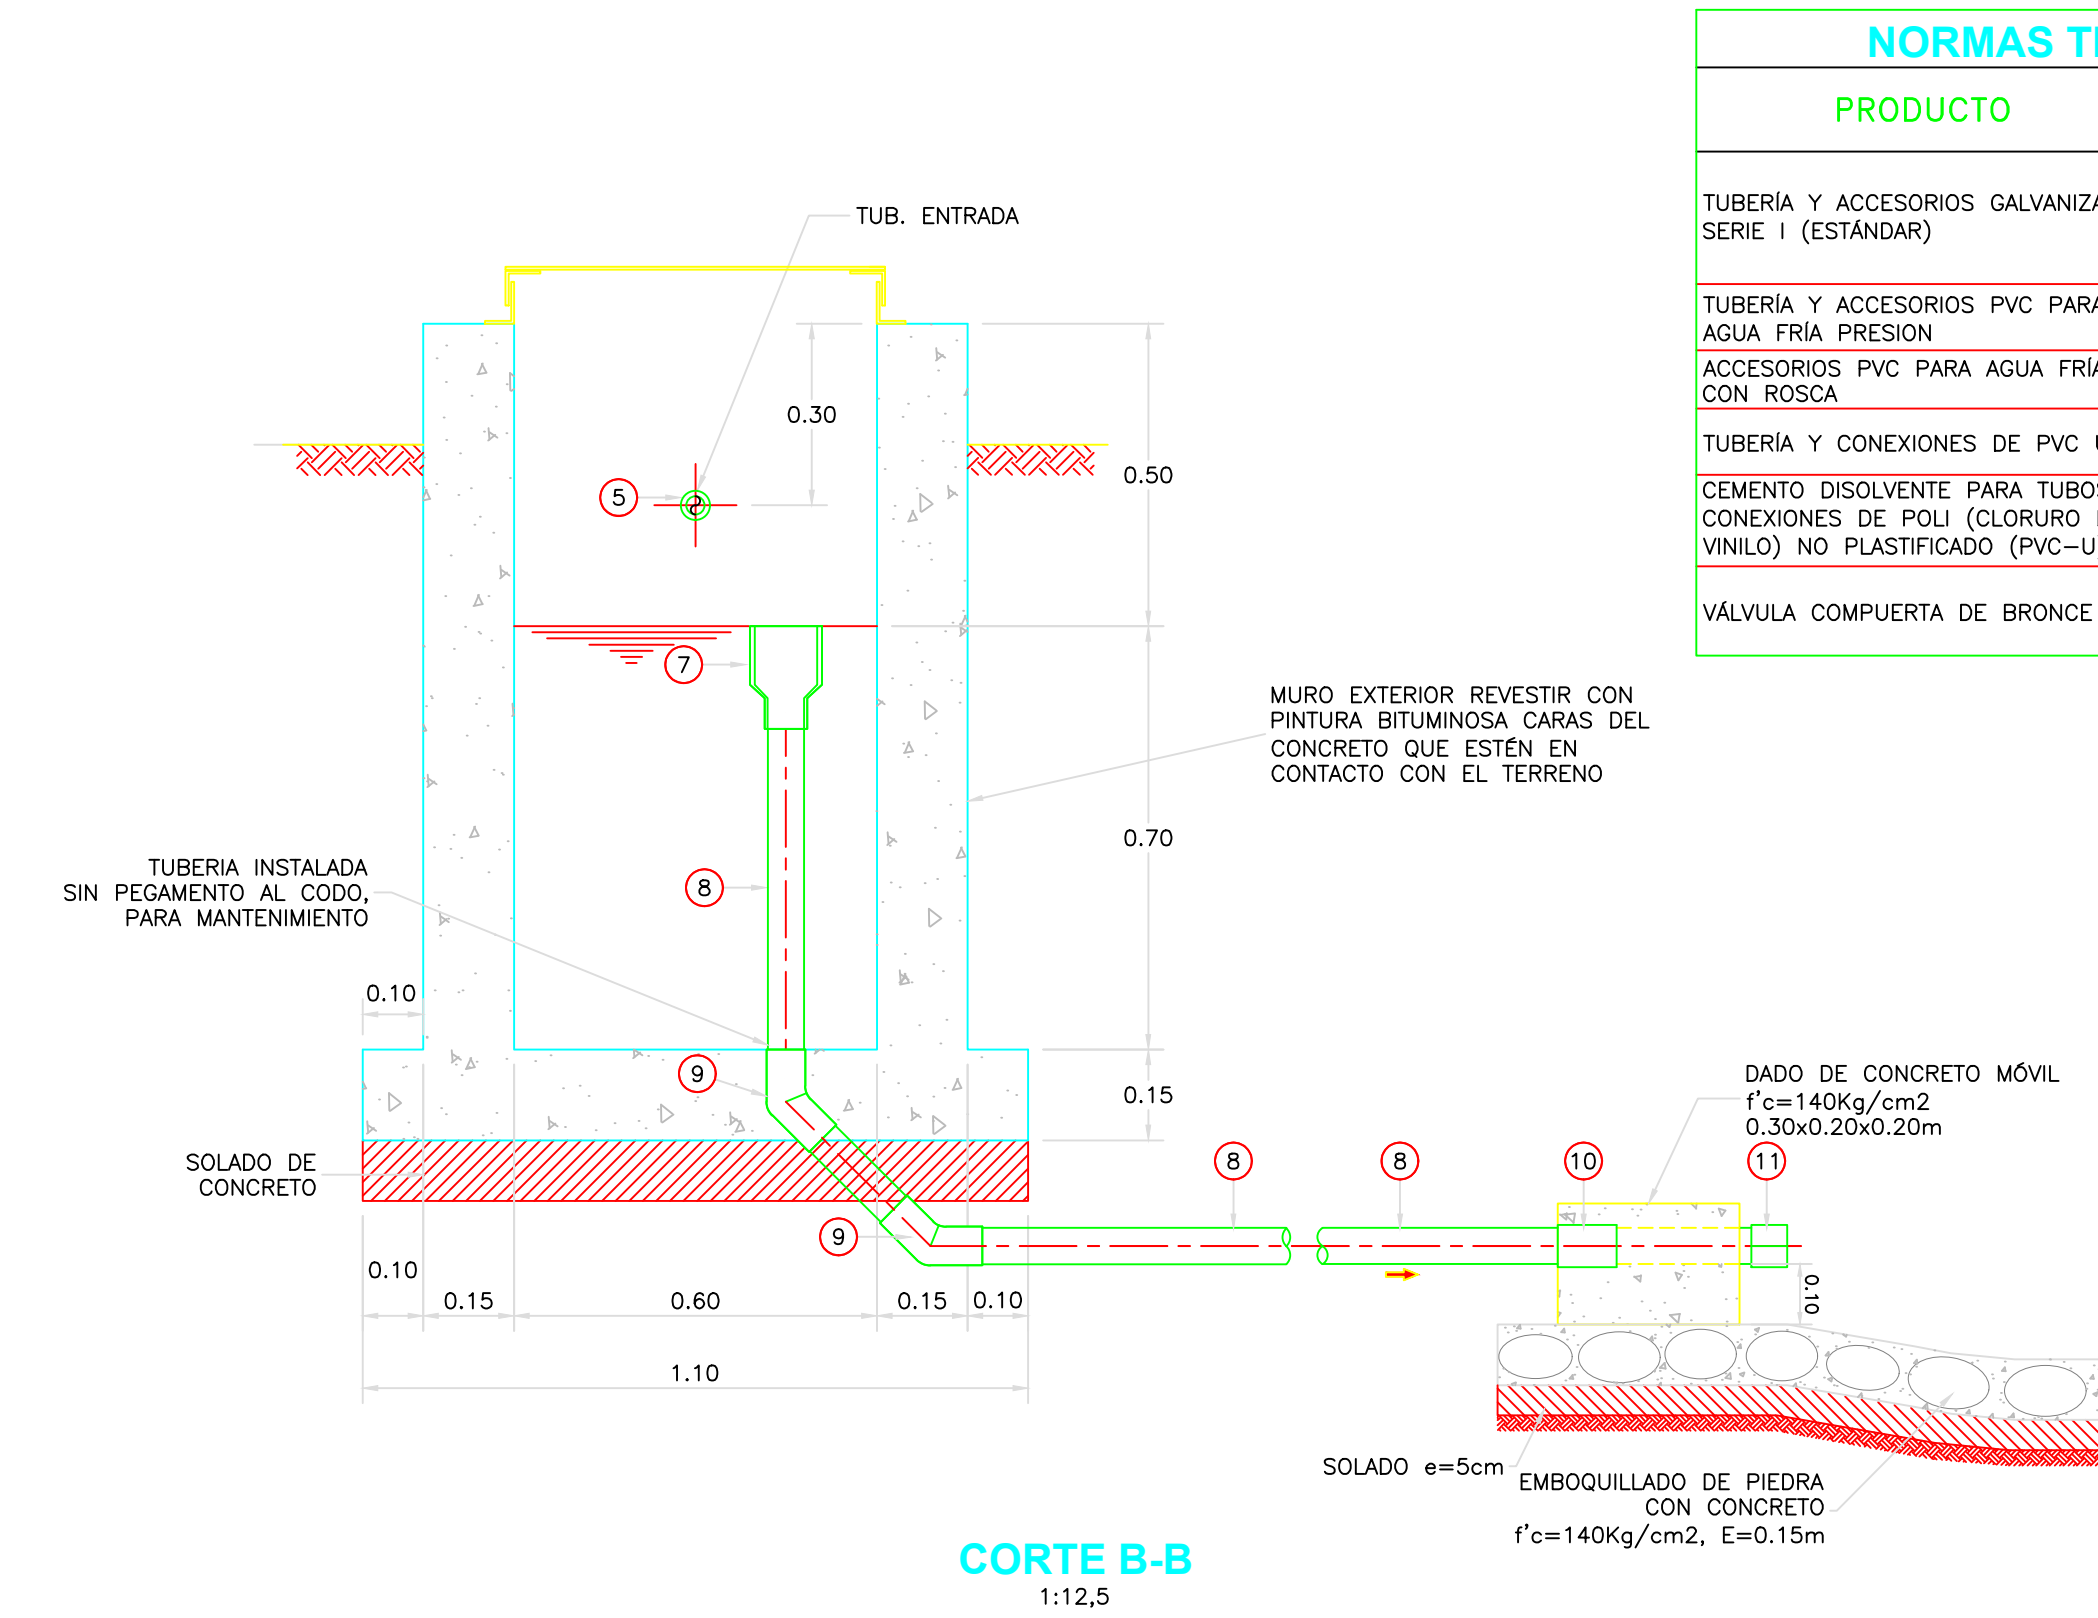 NORMAS T
PRODUCTO
TUBERÍA Y ACCESORIOS GALVANIZA
SERIE I (ESTÁNDAR)
TUBERÍA Y ACCESORIOS PVC PARA
AGUA FRÍA PRESION
ACCESORIOS PVC PARA AGUA FRÍA
CON ROSCA
TUBERÍA Y CONEXIONES DE PVC
CEMENTO DISOLVENTE PARA TUBOS
CONEXIONES DE POLI (CLORURO
VINILO) NO PLASTIFICADO (PVC-U
VÁLVULA COMPUERTA DE BRONCE
TUB. ENTRADA
0.30
0.50
5
7
MURO EXTERIOR REVESTIR CON
PINTURA BITUMINOSA CARAS DEL
CONCRETO QUE ESTÉN EN
CONTACTO CON EL TERRENO
0.70
TUBERIA INSTALADA
SIN PEGAMENTO AL CODO,
PARA MANTENIMIENTO
8
0.10
9
0.15
DADO DE CONCRETO MÓVIL
f'c=140Kg/cm2
0.30x0.20x0.20m
SOLADO DE
CONCRETO
8
8
10
11
9
0.10
0.10
0.15
0.60
0.15
0.10
1.10
SOLADO e=5cm
EMBOQUILLADO DE PIEDRA
CON CONCRETO
f'c=140Kg/cm2, E=0.15m
CORTE B-B
1:12,5